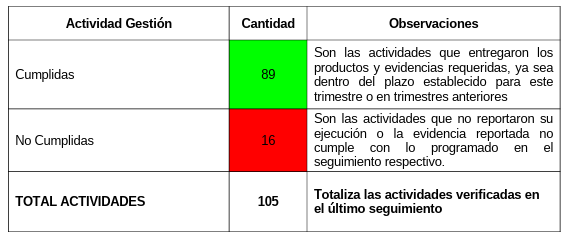 Actividad Gestión Cantidad Observaciones
Cumplidas 89 Son las actividades que entregaron los
productos y evidencias requeridas, ya sea
dentro del plazo establecido para este
trimestre o en trimestres anteriores
No Cumplidas 16 Son las actividades que no reportaron su
ejecución o la evidencia reportada no
cumple con lo programado en el
seguimiento respectivo.
TOTAL ACTIVIDADES 105 Totaliza las actividades verificadas en
el último seguimiento